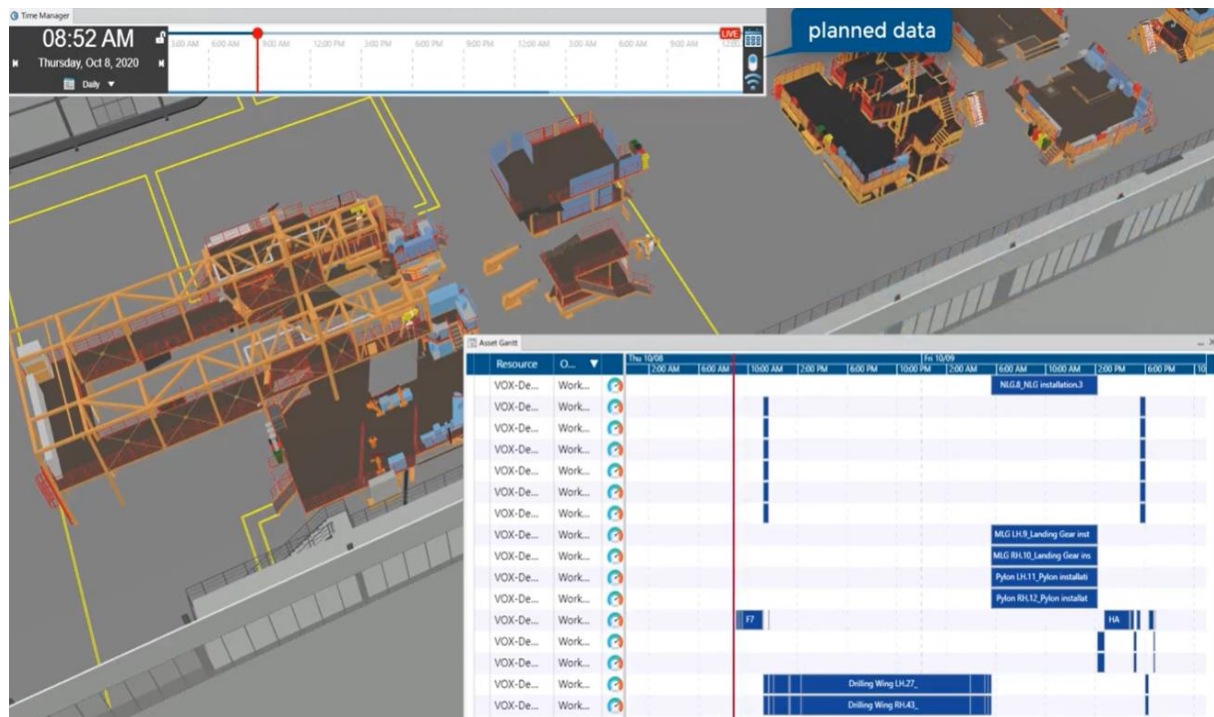 Time Manager
08:52 AM
Thursday, Oct 8, 2020
Daily
3:00 AM 6:00 AM 9:00 AM 12:00 PM 3:00 PM 6:00 PM 9:00 PM 12:00 AM 3:00 AM 6:00 AM 9:00 AM 12:00
LIVE
planned data
Asset Gantt
Resource O...
Thu 10/08 Fri 10/09
2:00 AM 6:00 AM 10:00 AM 2:00 PM 6:00 PM 10:00 PM 2:00 AM 6:00 AM 10:00 AM 2:00 PM 6:00 PM 10
VOX-De... Work... NLG.8_NLG installation.3
VOX-De... Work...
VOX-De... Work...
VOX-De... Work...
VOX-De... Work...
VOX-De... Work...
VOX-De... Work...
VOX-De... Work... MLG LH.9_Landing Gear inst
VOX-De... Work... MLG RH.10_Landing Gear ins
VOX-De... Work... Pylon LH.11_Pylon installati
VOX-De... Work... Pylon RH.12_Pylon installat
VOX-De... Work... F7 HA
VOX-De... Work...
VOX-De... Work...
VOX-De... Work... Drilling Wing LH.27_
VOX-De... Work... Drilling Wing RH.43_